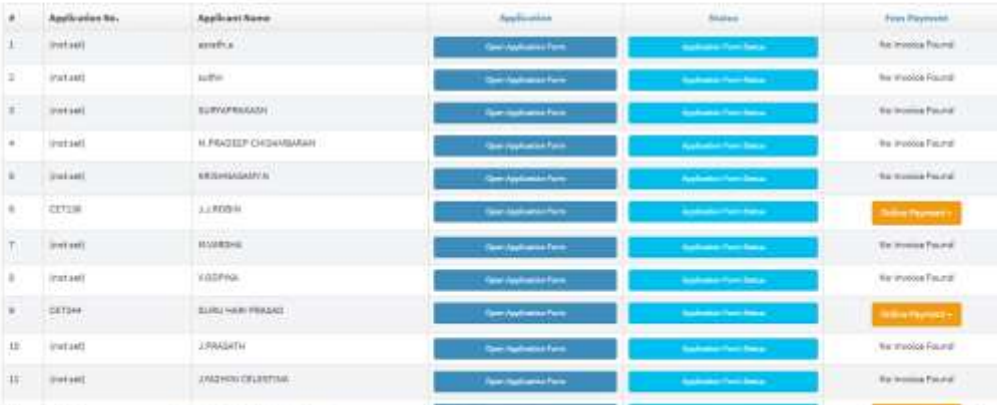 # Application No. Applicant Name Application Status Fees Payment
1 (not set) Open Application Form Application Form Status No Invoice Found
2 (not set) Open Application Form Application Form Status No Invoice Found
3 (not set) SURYAPRAKASH Open Application Form Application Form Status No Invoice Found
4 (not set) M.PRADEEP CHIDAMBARAM Open Application Form Application Form Status No Invoice Found
5 (not set) KRISHNASAMY.N Open Application Form Application Form Status No Invoice Found
6 J.J.ROBIN Open Application Form Application Form Status Online Payment
7 (not set) M.VARSHA Open Application Form Application Form Status No Invoice Found
8 (not set) V.GOPIKA Open Application Form Application Form Status No Invoice Found
9 GURU HARI PRASAD Open Application Form Application Form Status Online Payment
10 (not set) J.PRASATH Open Application Form Application Form Status No Invoice Found
11 (not set) CELESTINA Open Application Form Application Form Status No Invoice Found